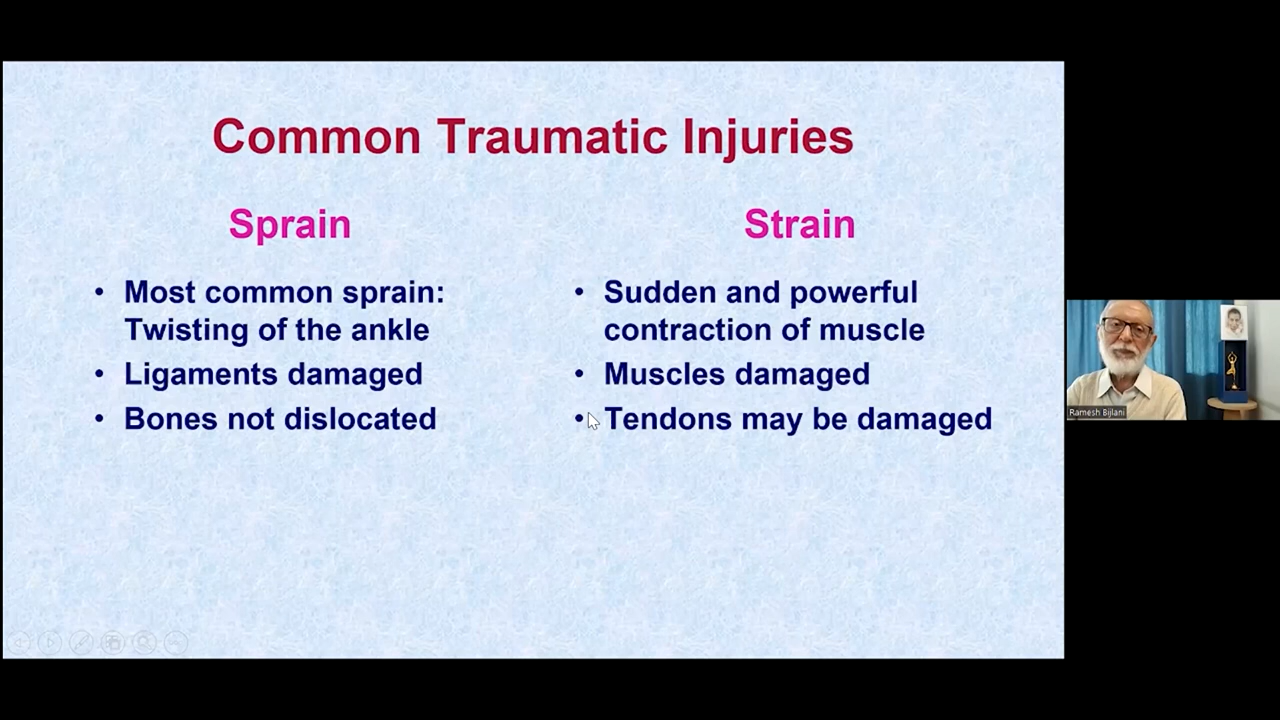 Common Traumatic Injuries
Sprain
• Most common sprain:
Twisting of the ankle
• Ligaments damaged
• Bones not dislocated
Strain
• Sudden and powerful
contraction of muscle
• Muscles damaged
• Tendons may be damaged
Ramesh Bijlani